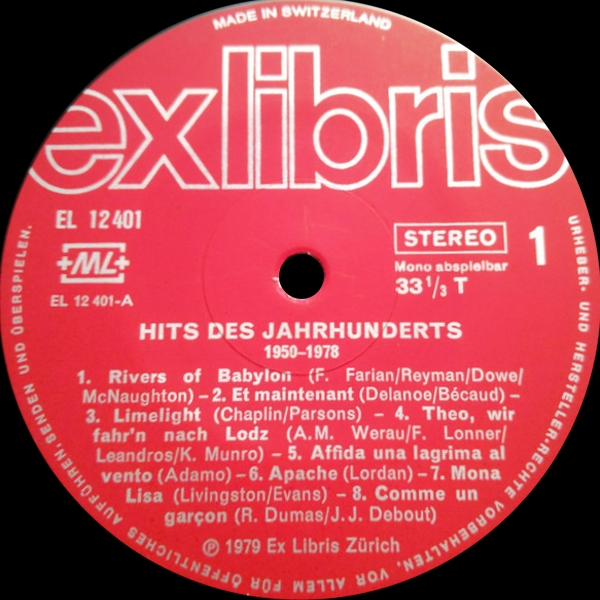 MADE IN SWITZERLAND
exlibris
EL 12 401
+ML+
EL 12 401-A
STEREO
1
Mono abspielbar
33 1/3 T
HITS DES JAHRHUNDERTS
1950–1978
1. Rivers of Babylon (F. Farian/Reyman/Dowe/
McNaughton) – 2. Et maintenant (Delanoe/Bécaud) –
3. Limelight (Chaplin/Parsons) – 4. Theo, wir
fahr'n nach Lodz (A.M. Werau/F. Lonner/
Leandros/K. Munro) – 5. Affida una lagrima al
vento (Adamo) – 6. Apache (Lordan) – 7. Mona
Lisa (Livingston/Evans) – 8. Comme un
garçon (R. Dumas/J.J. Debout)
℗ 1979 Ex Libris Zürich
URHEBER- UND HERSTELLER-RECHTE VORBEHALTEN, VOR ALLEM FÜR ÖFFENTLICHES AUFFÜHREN, SENDEN UND ÜBERSPIELEN.